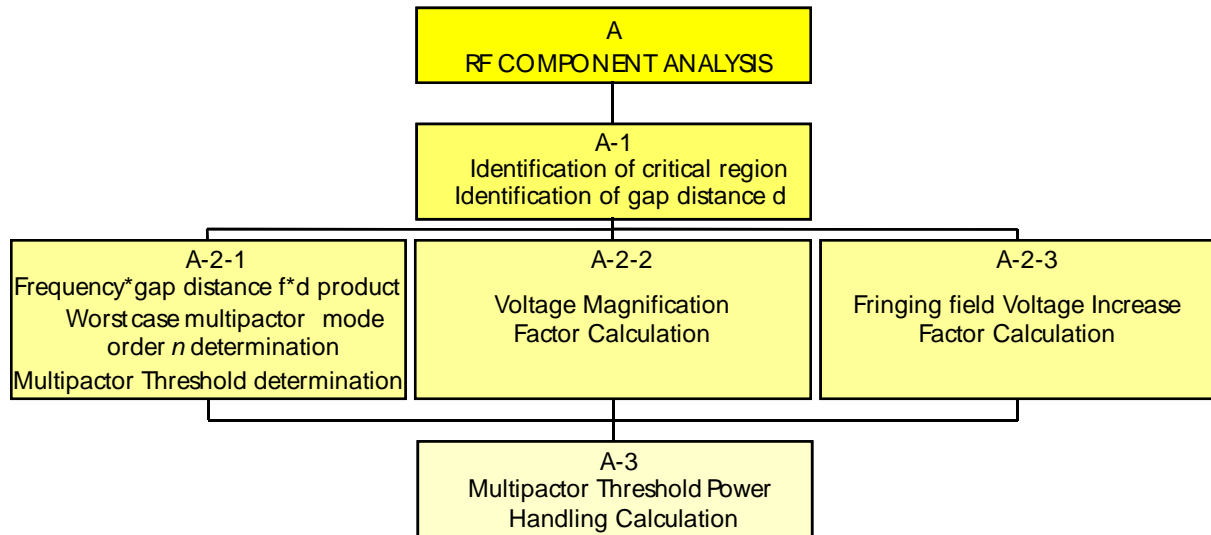 A
RF COMPONENT ANALYSIS
A-1
Identification of critical region
Identification of gap distance d
A-2-1
Frequency*gap distance f*d product
Worst case multipactor mode
order n determination
Multipactor Threshold determination
A-2-2
Voltage Magnification
Factor Calculation
A-2-3
Fringing field Voltage Increase
Factor Calculation
A-3
Multipactor Threshold Power
Handling Calculation